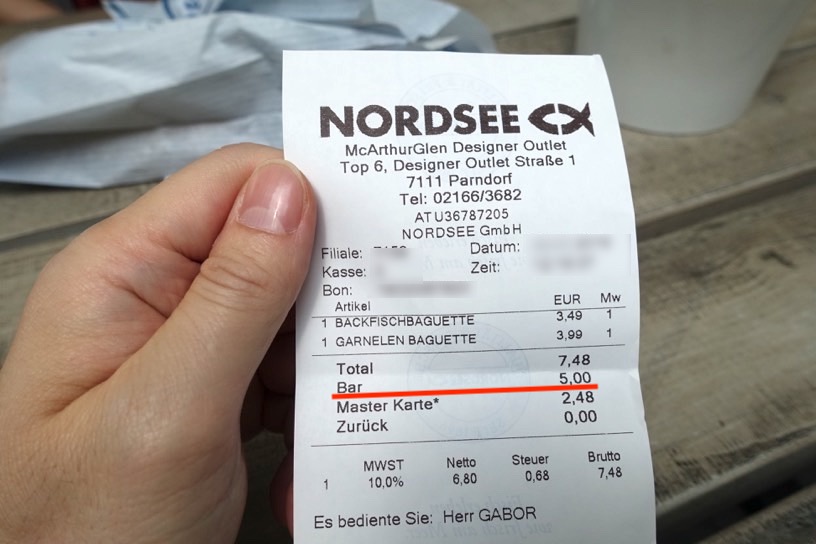 NORDSEE
McArthurGlen Designer Outlet
Top 6, Designer Outlet Straße 1
7111 Parndorf
Tel: 02166/3682
ATU36787205
NORDSEE GmbH
Filiale: Datum:
Kasse: Zeit:
Bon:
Artikel EUR Mw
1 BACKFISCHBAGUETTE 3,49 1
1 GARNELEN BAGUETTE 3,99 1
Total 7,48
Bar 5,00
Master Karte* 2,48
Zurück 0,00
MWST Netto Steuer Brutto
1 10,0% 6,80 0,68 7,48
Es bediente Sie: Herr GABOR